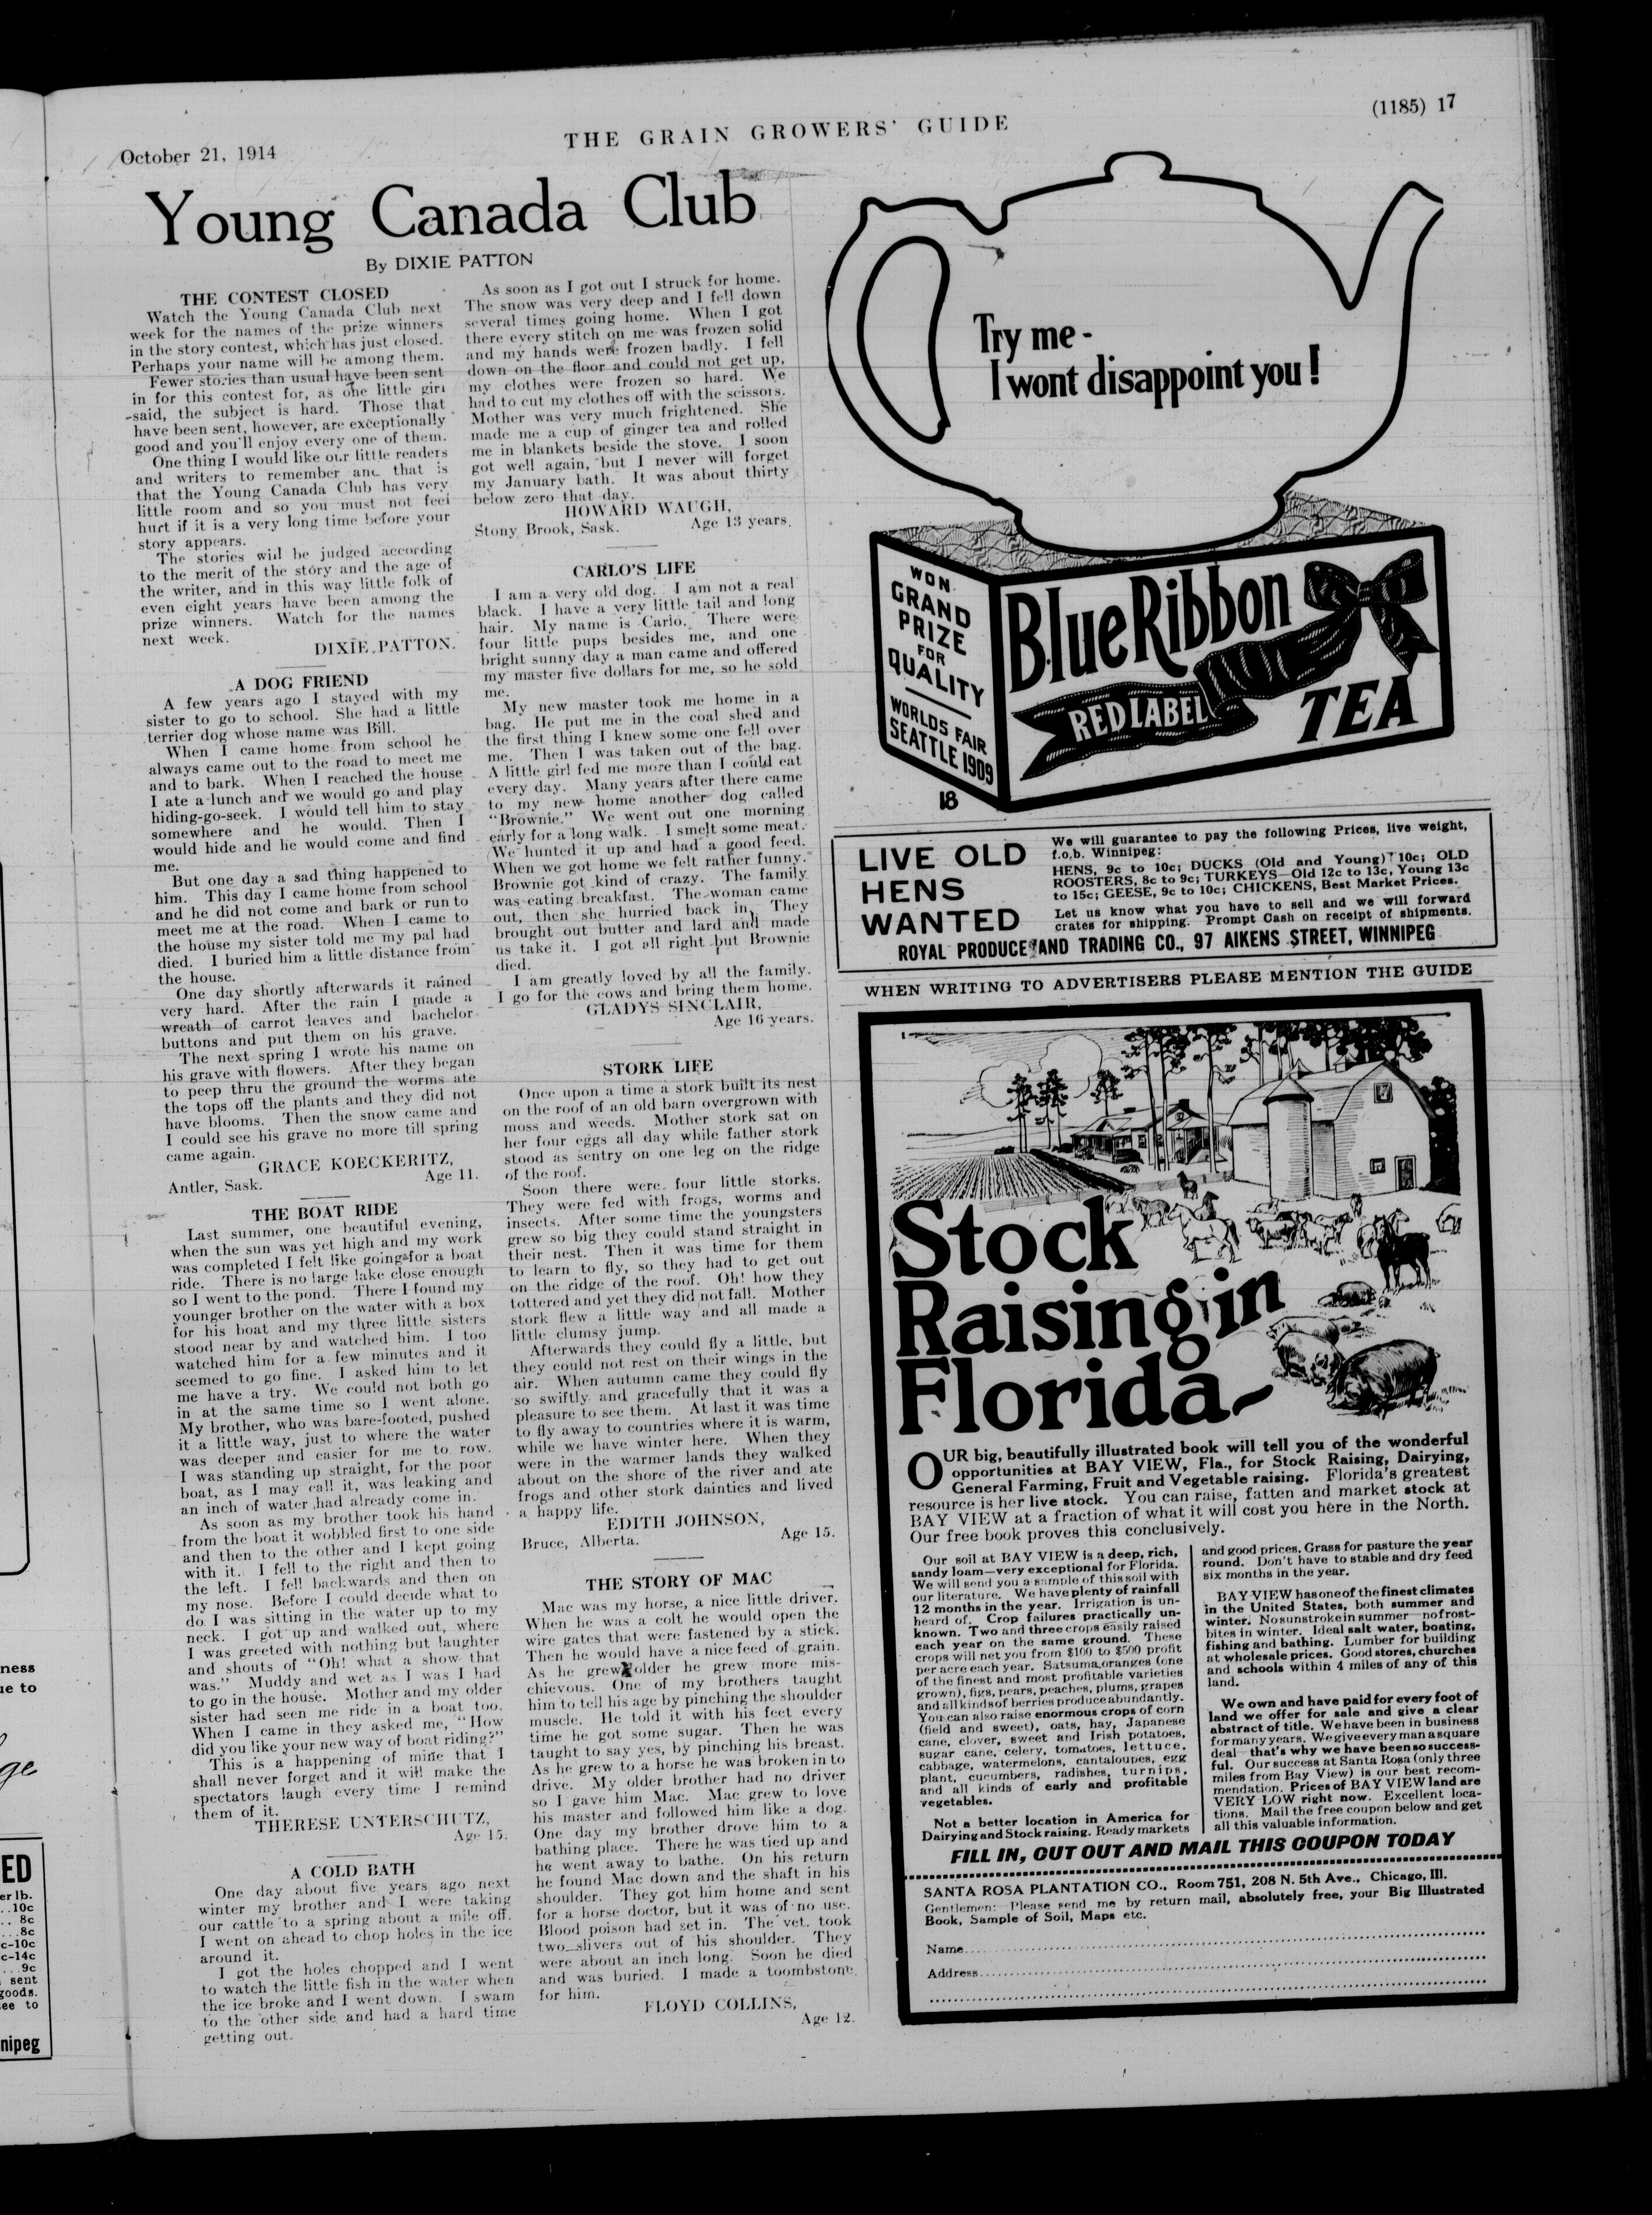 October 21, 1914
THE GRAIN GROWERS' GUIDE
(1185) 17
Young Canada Club
By DIXIE PATTON
THE CONTEST CLOSED
Watch the Young Canada Club next
week for the names of the prize winners
in the story contest, which has just closed.
Perhaps your name will be among them.
Fewer stories than usual have been sent
in for this contest for, as one little girl
said, the subject is hard. Those that
have been sent, however, are exceptionally
good and you'll enjoy every one of them.
One thing I would like our little readers
and writers to remember and that is
that the Young Canada Club has very
little room and so you must not feel
hurt if it is a very long time before your
story appears.
The stories will be judged according
to the merit of the story and the age of
the writer, and in this way little folk of
even eight years have been among the
prize winners. Watch for the names
next week.
DIXIE PATTON.
A DOG FRIEND
A few years ago I stayed with my
sister to go to school. She had a little
terrier dog whose name was Bill.
When I came home from school he
always came out to the road to meet me
and to bark. When I reached the house
I ate a lunch and we would go and play
hiding-go-seek. I would tell him to stay
somewhere and he would. Then I
would hide and he would come and find
me.
But one day a sad thing happened to
him. This day I came home from school
and he did not come and bark or run to
meet me at the road. When I came to
the house my sister told me my pal had
died. I buried him a little distance from
the house.
One day shortly afterwards it rained
very hard. After the rain I made a
wreath of carrot leaves and bachelor
buttons and put them on his grave.
The next spring I wrote his name on
his grave with flowers. After they began
to peep thru the ground the worms ate
the tops off the plants and they did not
have blooms. Then the snow came and
I could see his grave no more till spring
came again.
GRACE KOECKERITZ,
Antler, Sask. Age 11.
THE BOAT RIDE
Last summer, one beautiful evening,
when the sun was yet high and my work
was completed I felt like going for a boat
ride. There is no large lake close enough
so I went to the pond. There I found my
younger brother on the water with a box
for his boat and my three little sisters
stood near by and watched him. I too
watched him for a few minutes and it
seemed to go fine. I asked him to let
me have a try. We could not both go
in at the same time so I went alone.
My brother, who was bare-footed, pushed
it a little way, just to where the water
was deeper and easier for me to row.
I was standing up straight, for the poor
boat, as I may call it, was leaking and
an inch of water had already come in.
As soon as my brother took his hand
from the boat it wobbled first to one side
and then to the other and I kept going
with it. I fell to the right and then to
the left. I fell backwards and then on
my nose. Before I could decide what to
do I was sitting in the water up to my
neck. I got up and walked out, where
I was greeted with nothing but laughter
and shouts of "Oh! what a show that
was." Muddy and wet as I was I had
to go in the house. Mother and my older
sister had seen me ride in a boat too.
When I came in they asked me, "How
did you like your new way of boat riding?"
This is a happening of mine that I
shall never forget and it will make the
spectators laugh every time I remind
them of it.
THERESE UNTERSCHUTZ,
Age 15.
A COLD BATH
One day about five years ago next
winter my brother and I were taking
our cattle to a spring about a mile off.
I went on ahead to chop holes in the ice
around it.
I got the holes chopped and I went
to watch the little fish in the water when
the ice broke and I went down. I swam
to the other side and had a hard time
getting out.
As soon as I got out I struck for home.
The snow was very deep and I fell down
several times going home. When I got
there every stitch on me was frozen solid
and my hands were frozen badly. I fell
down on the floor and could not get up,
my clothes were frozen so hard. We
had to cut my clothes off with the scissors.
Mother was very much frightened. She
made me a cup of ginger tea and rolled
me in blankets beside the stove. I soon
got well again, but I never will forget
my January bath. It was about thirty
below zero that day.
HOWARD WAUGH,
Stony Brook, Sask. Age 13 years.
CARLO'S LIFE
I am a very old dog. I am not a real
black. I have a very little tail and long
hair. My name is Carlo. There were
four little pups besides me, and one
bright sunny day a man came and offered
my master five dollars for me, so he sold
me.
My new master took me home in a
bag. He put me in the coal shed and
the first thing I knew some one fell over
me. Then I was taken out of the bag.
A little girl fed me more than I could eat
every day. Many years after there came
to my new home another dog called
"Brownie." We went out one morning
early for a long walk. I smelt some meat.
We hunted it up and had a good feed.
When we got home we felt rather funny.
Brownie got kind of crazy. The family
was eating breakfast. The woman came
out, then she hurried back in. They
brought out butter and lard and made
us take it. I got all right but Brownie
died.
I am greatly loved by all the family.
I go for the cows and bring them home.
GLADYS SINCLAIR,
Age 16 years.
STORK LIFE
Once upon a time a stork built its nest
on the roof of an old barn overgrown with
moss and weeds. Mother stork sat on
her four eggs all day while father stork
stood as sentry on one leg on the ridge
of the roof.
Soon there were four little storks.
They were fed with frogs, worms and
insects. After some time the youngsters
grew so big they could stand straight in
their nest. Then it was time for them
to learn to fly, so they had to get out
on the ridge of the roof. Oh! how they
tottered and yet they did not fall. Mother
stork flew a little way and all made a
little clumsy jump.
Afterwards they could fly a little, but
they could not rest on their wings in the
air. When autumn came they could fly
so swiftly and gracefully that it was a
pleasure to see them. At last it was time
to fly away to countries where it is warm,
while we have winter here. When they
were in the warmer lands they walked
about on the shore of the river and ate
frogs and other stork dainties and lived
a happy life.
EDITH JOHNSON,
Bruce, Alberta. Age 15.
THE STORY OF MAC
Mac was my horse, a nice little driver.
When he was a colt he would open the
wire gates that were fastened by a stick.
Then he would have a nice feed of grain.
As he grew older he grew more mis-
chievous. One of my brothers taught
him to tell his age by pinching the shoulder
muscle. He told it with his feet every
time he got some sugar. Then he was
taught to say yes, by pinching his breast.
As he grew to a horse he was broken in to
drive. My older brother had no driver
so I gave him Mac. Mac grew to love
his master and followed him like a dog.
One day my brother drove him to a
bathing place. There he was tied up and
he went away to bathe. On his return
he found Mac down and the shaft in his
shoulder. They got him home and sent
for a horse doctor, but it was of no use.
Blood poison had set in. The vet. took
two slivers out of his shoulder. They
were about an inch long. Soon he died
and was buried. I made a toombstone
for him.
FLOYD COLLINS,
Age 12.
Try me -
I wont disappoint you!
WON
GRAND
PRIZE
FOR
QUALITY
WORLDS FAIR
SEATTLE 1909
18
Blue Ribbon
RED LABEL
TEA
LIVE OLD
HENS
WANTED
We will guarantee to pay the following Prices, live weight,
f.o.b. Winnipeg:
HENS, 9c to 10c; DUCKS (Old and Young) 10c; OLD
ROOSTERS, 8c to 9c; TURKEYS—Old 12c to 13c, Young 13c
to 15c; GEESE, 9c to 10c; CHICKENS, Best Market Prices.
Let us know what you have to sell and we will forward
crates for shipping. Prompt Cash on receipt of shipments.
ROYAL PRODUCE AND TRADING CO., 97 AIKENS STREET, WINNIPEG
WHEN WRITING TO ADVERTISERS PLEASE MENTION THE GUIDE
Stock
Raising in
Florida
OUR big, beautifully illustrated book will tell you of the wonderful
opportunities at BAY VIEW, Fla., for Stock Raising, Dairying,
General Farming, Fruit and Vegetable raising. Florida's greatest
resource is her live stock. You can raise, fatten and market stock at
BAY VIEW at a fraction of what it will cost you here in the North.
Our free book proves this conclusively.
Our soil at BAY VIEW is a deep, rich,
sandy loam—very exceptional for Florida.
We will send you a sample of this soil with
our literature. We have plenty of rainfall
12 months in the year. Irrigation is un-
heard of. Crop failures practically un-
known. Two and three crops easily raised
each year on the same ground. These
crops will net you from $100 to $500 profit
per acre each year. Satsuma oranges (one
of the finest and most profitable varieties
grown), figs, pears, peaches, plums, grapes
and all kinds of berries produce abundantly.
You can also raise enormous crops of corn
(field and sweet), oats, hay, Japanese
cane, clover, sweet and Irish potatoes,
sugar cane, celery, tomatoes, lettuce,
cabbage, watermelons, cantaloupes, egg
plant, cucumbers, radishes, turnips,
and all kinds of early and profitable
vegetables.
Not a better location in America for
Dairying and Stock raising. Ready markets
and good prices. Grass for pasture the year
round. Don't have to stable and dry feed
six months in the year.
BAY VIEW has one of the finest climates
in the United States, both summer and
winter. No sunstroke in summer—no frost-
bites in winter. Ideal salt water, boating,
fishing and bathing. Lumber for building
at wholesale prices. Good stores, churches
and schools within 4 miles of any of this
land.
We own and have paid for every foot of
land we offer for sale and give a clear
abstract of title. We have been in business
for many years. We give every man a square
deal—that's why we have been so success-
ful. Our success at Santa Rosa (only three
miles from Bay View) is our best recom-
mendation. Prices of BAY VIEW land are
VERY LOW right now. Excellent loca-
tions. Mail the free coupon below and get
all this valuable information.
FILL IN, CUT OUT AND MAIL THIS COUPON TODAY
SANTA ROSA PLANTATION CO., Room 751, 208 N. 5th Ave., Chicago, Ill.
Gentlemen: Please send me by return mail, absolutely free, your Big Illustrated
Book, Sample of Soil, Maps etc.
Name
Address
ness
ue to
ge
ED
er lb.
..10c
.. 8c
...8c
c-10c
c-14c
...9c
sent
goods.
ee to
nipeg